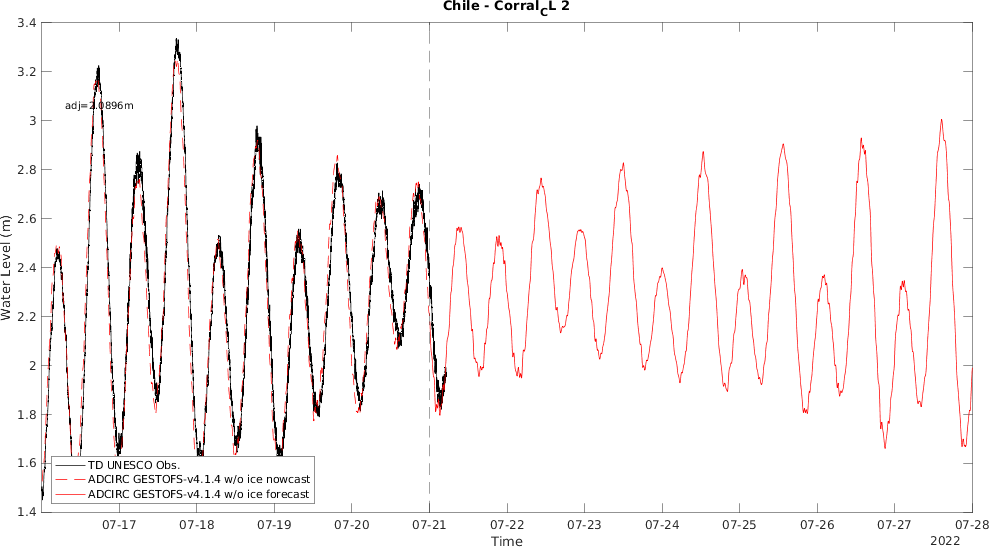 Chile - Corral_CL 2
3.4
3.2
3
2.8
2.6
2.4
2.2
2
1.8
1.6
1.4
Water Level (m)
adj=2.0896m
TD UNESCO Obs.
ADCIRC GESTOFS-v4.1.4 w/o ice nowcast
ADCIRC GESTOFS-v4.1.4 w/o ice forecast
07-17 07-18 07-19 07-20 07-21 07-22 07-23 07-24 07-25 07-26 07-27 07-28
Time
2022